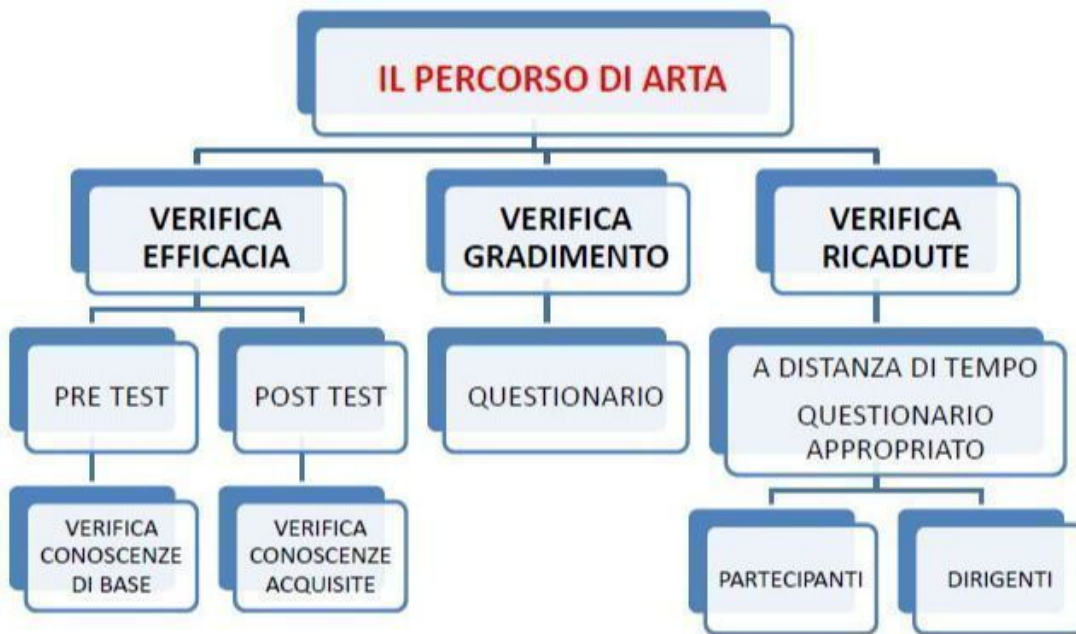 IL PERCORSO DI ARTA
VERIFICA
EFFICACIA
VERIFICA
GRADIMENTO
VERIFICA
RICADUTE
PRE TEST
POST TEST
QUESTIONARIO
A DISTANZA DI TEMPO
QUESTIONARIO
APPROPRIATO
VERIFICA
CONOSCENZE
DI BASE
VERIFICA
CONOSCENZE
ACQUISITE
PARTECIPANTI
DIRIGENTI